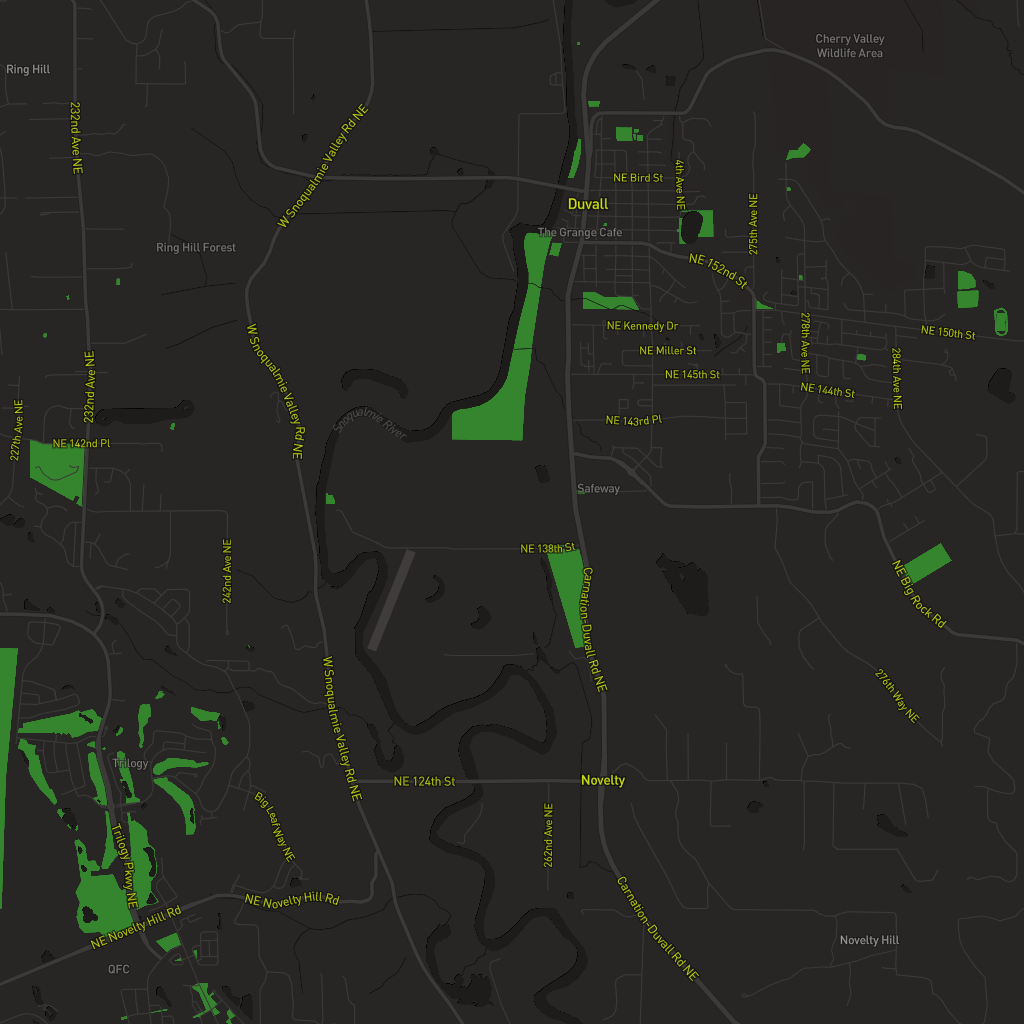 Cherry Valley
Wildlife Area
Ring Hill
232nd Ave NE
W Snoqualmie Valley Rd NE
NE Bird St
4th Ave NE
Duvall
275th Ave NE
The Grange Cafe
Ring Hill Forest
NE 152nd St
NE Kennedy Dr
278th Ave NE
NE 150th St
W Snoqualmie Valley Rd NE
NE Miller St
232nd Ave NE
NE 145th St
284th Ave NE
NE 144th St
227th Ave NE
Snoqualmie River
NE 143rd Pl
NE 142nd Pl
Safeway
NE 138th St
242nd Ave NE
Carnation-Duvall Rd NE
NE Big Rock Rd
W Snoqualmie Valley Rd NE
276th Way NE
Trilogy
NE 124th St
Novelty
Big Leaf Way NE
262nd Ave NE
Trilogy Pkwy NE
NE Novelty Hill Rd
NE Novelty Hill Rd
Carnation-Duvall Rd NE
Novelty Hill
QFC